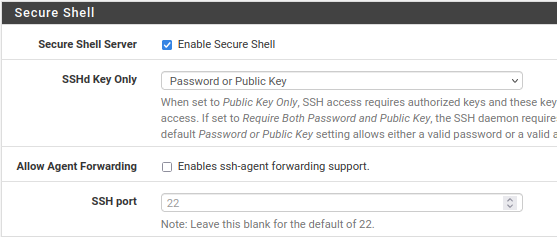 Secure Shell
Secure Shell Server Enable Secure Shell
SSHd Key Only Password or Public Key
When set to Public Key Only, SSH access requires authorized keys and these key
access. If set to Require Both Password and Public Key, the SSH daemon require
default Password or Public Key setting allows either a valid password or a valid a
Allow Agent Forwarding Enables ssh-agent forwarding support.
SSH port 22
Note: Leave this blank for the default of 22.